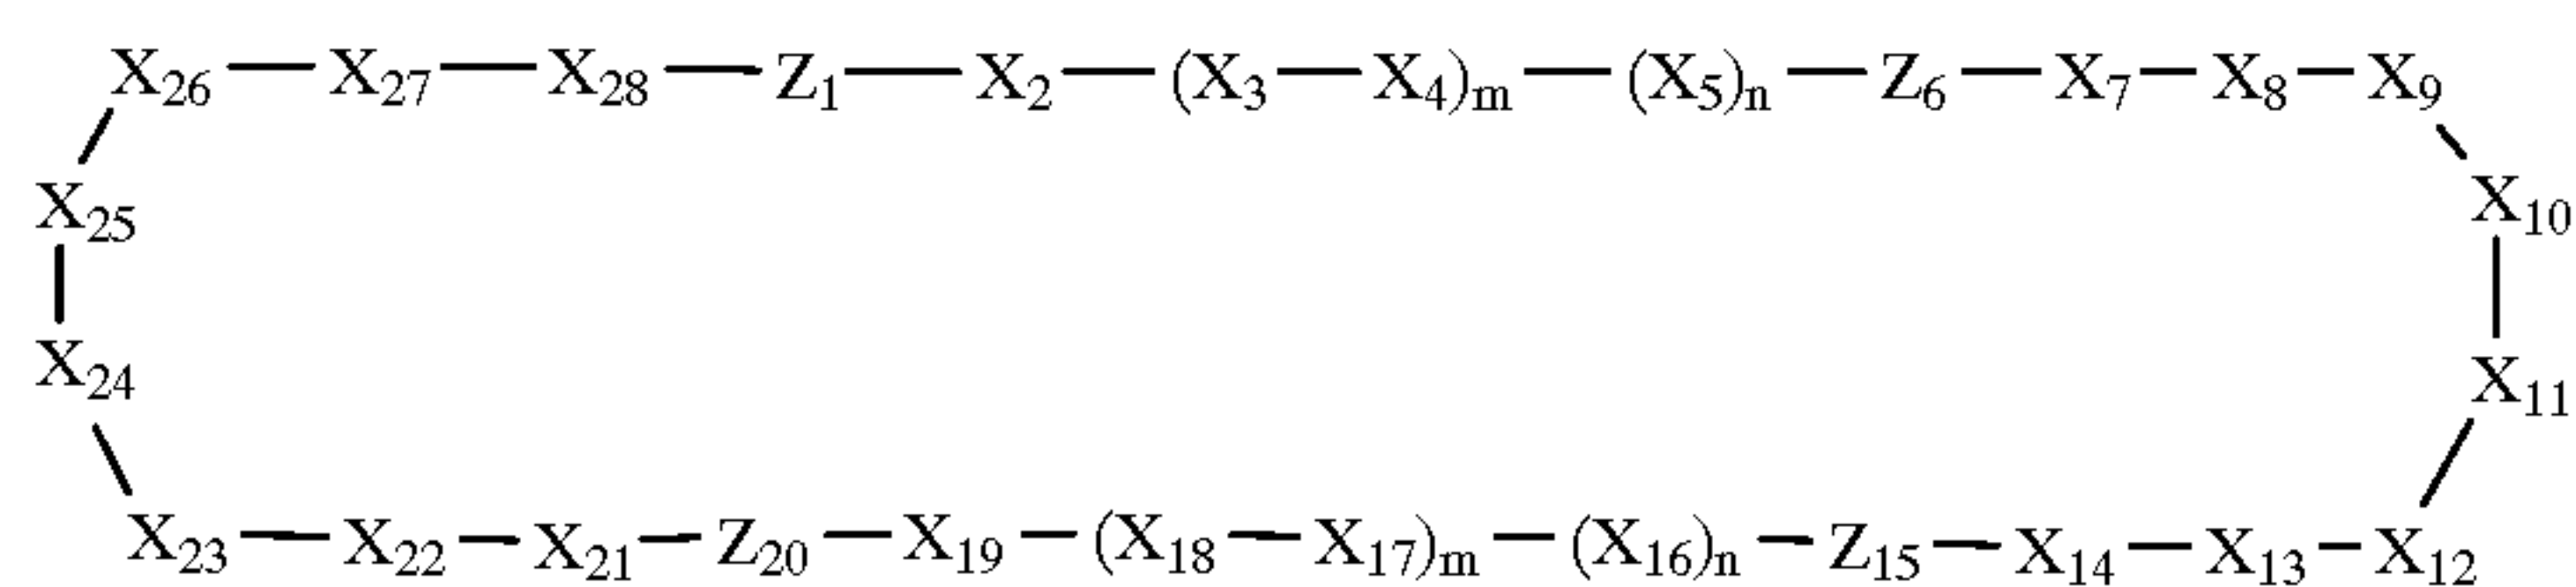 X26 — X27 — X28 — Z1 — X2 — (X3 — X4)m — (X5)n — Z6 — X7 — X8 — X9
X25 X10
X24 X11
X23 — X22 — X21 — Z20 — X19 — (X18 — X17)m — (X16)n — Z15 — X14 — X13 — X12